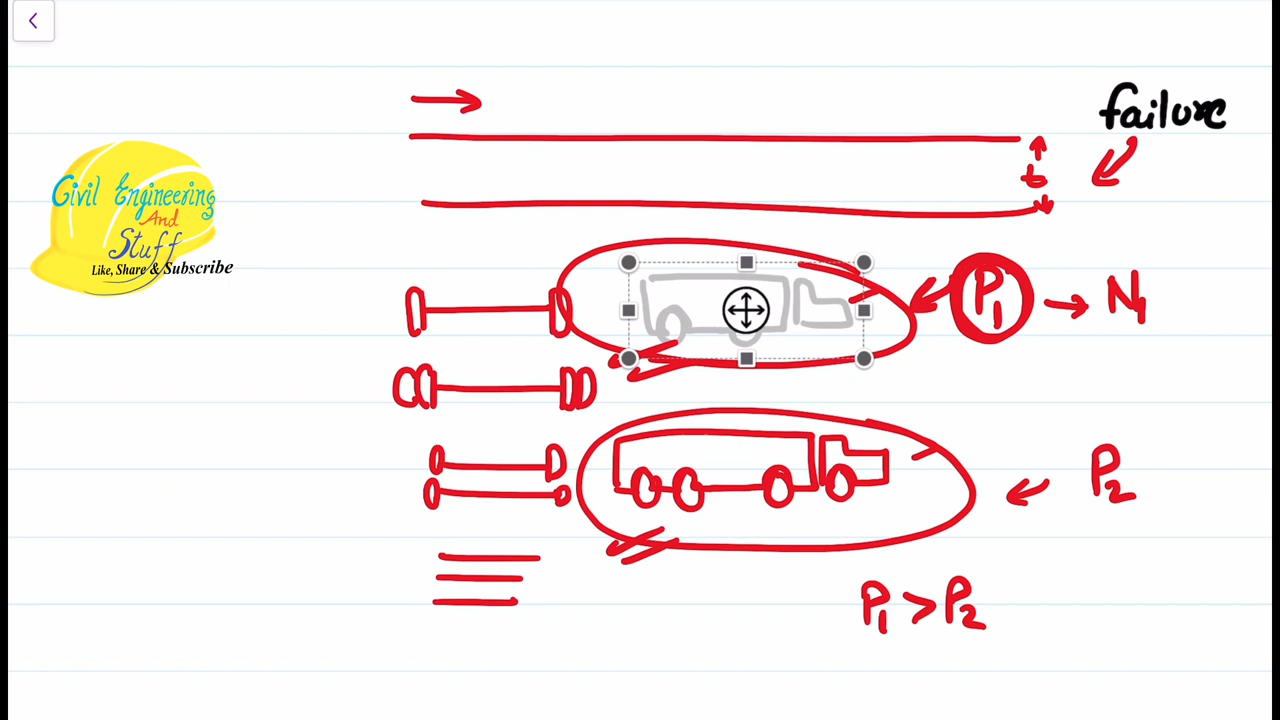 failure
t
Civil Engineering
And
Stuff
Like, Share & Subscribe
P1 → N1
P2
P1 > P2